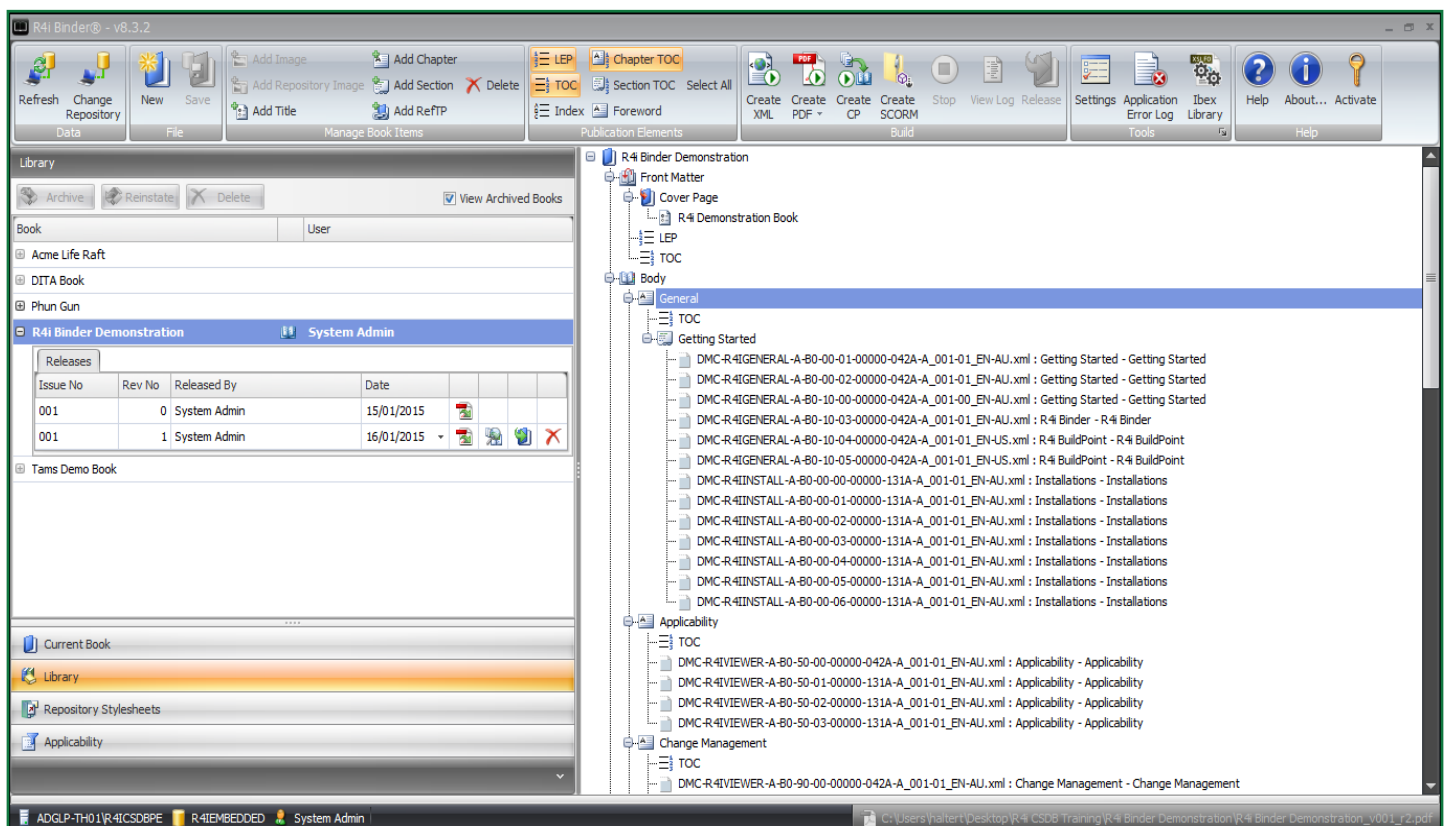 R4i Binder® - v8.3.2
Refresh
Change Repository
Data
New
Save
File
Add Image
Add Repository Image
Add Title
Add Chapter
Add Section
Add RefTP
Delete
Manage Book Items
LEP
TOC
Index
Chapter TOC
Section TOC
Foreword
Select All
Publication Elements
Create XML
Create PDF
Create CP
Create SCORM
Stop
View Log
Release
Build
Settings
Application Error Log
Ibex Library
Tools
Help
About...
Activate
Help
Library
Archive
Reinstate
Delete
View Archived Books
Book User
Acme Life Raft
DITA Book
Phun Gun
R4i Binder Demonstration System Admin
Releases
Issue No Rev No Released By Date
001 0 System Admin 15/01/2015
001 1 System Admin 16/01/2015
Tams Demo Book
Current Book
Library
Repository Stylesheets
Applicability
R4i Binder Demonstration
Front Matter
Cover Page
R4i Demonstration Book
LEP
TOC
Body
General
TOC
Getting Started
DMC-R4IGENERAL-A-B0-00-01-00000-042A-A_001-01_EN-AU.xml : Getting Started - Getting Started
DMC-R4IGENERAL-A-B0-00-02-00000-042A-A_001-01_EN-AU.xml : Getting Started - Getting Started
DMC-R4IGENERAL-A-B0-10-00-00000-042A-A_001-00_EN-AU.xml : Getting Started - Getting Started
DMC-R4IGENERAL-A-B0-10-03-00000-042A-A_001-01_EN-AU.xml : R4i Binder - R4i Binder
DMC-R4IGENERAL-A-B0-10-04-00000-042A-A_001-01_EN-US.xml : R4i BuildPoint - R4i BuildPoint
DMC-R4IGENERAL-A-B0-10-05-00000-042A-A_001-01_EN-US.xml : R4i BuildPoint - R4i BuildPoint
DMC-R4IINSTALL-A-B0-00-00-00000-131A-A_001-01_EN-AU.xml : Installations - Installations
DMC-R4IINSTALL-A-B0-00-01-00000-131A-A_001-01_EN-AU.xml : Installations - Installations
DMC-R4IINSTALL-A-B0-00-02-00000-131A-A_001-01_EN-AU.xml : Installations - Installations
DMC-R4IINSTALL-A-B0-00-03-00000-131A-A_001-01_EN-AU.xml : Installations - Installations
DMC-R4IINSTALL-A-B0-00-04-00000-131A-A_001-01_EN-AU.xml : Installations - Installations
DMC-R4IINSTALL-A-B0-00-05-00000-131A-A_001-01_EN-AU.xml : Installations - Installations
DMC-R4IINSTALL-A-B0-00-06-00000-131A-A_001-01_EN-AU.xml : Installations - Installations
Applicability
TOC
DMC-R4IVIEWER-A-B0-50-00-00000-042A-A_001-01_EN-AU.xml : Applicability - Applicability
DMC-R4IVIEWER-A-B0-50-01-00000-131A-A_001-01_EN-AU.xml : Applicability - Applicability
DMC-R4IVIEWER-A-B0-50-02-00000-131A-A_001-01_EN-AU.xml : Applicability - Applicability
DMC-R4IVIEWER-A-B0-50-03-00000-131A-A_001-01_EN-AU.xml : Applicability - Applicability
Change Management
TOC
DMC-R4IVIEWER-A-B0-90-00-00000-042A-A_001-01_EN-AU.xml : Change Management - Change Management
ADGLP-TH01\R4ICSDBPE R4IEMBEDDED System Admin
C:\Users\haltert\Desktop\R4i CSDB Training\R4i Binder Demonstration\R4i Binder Demonstration_v001_r2.pdf